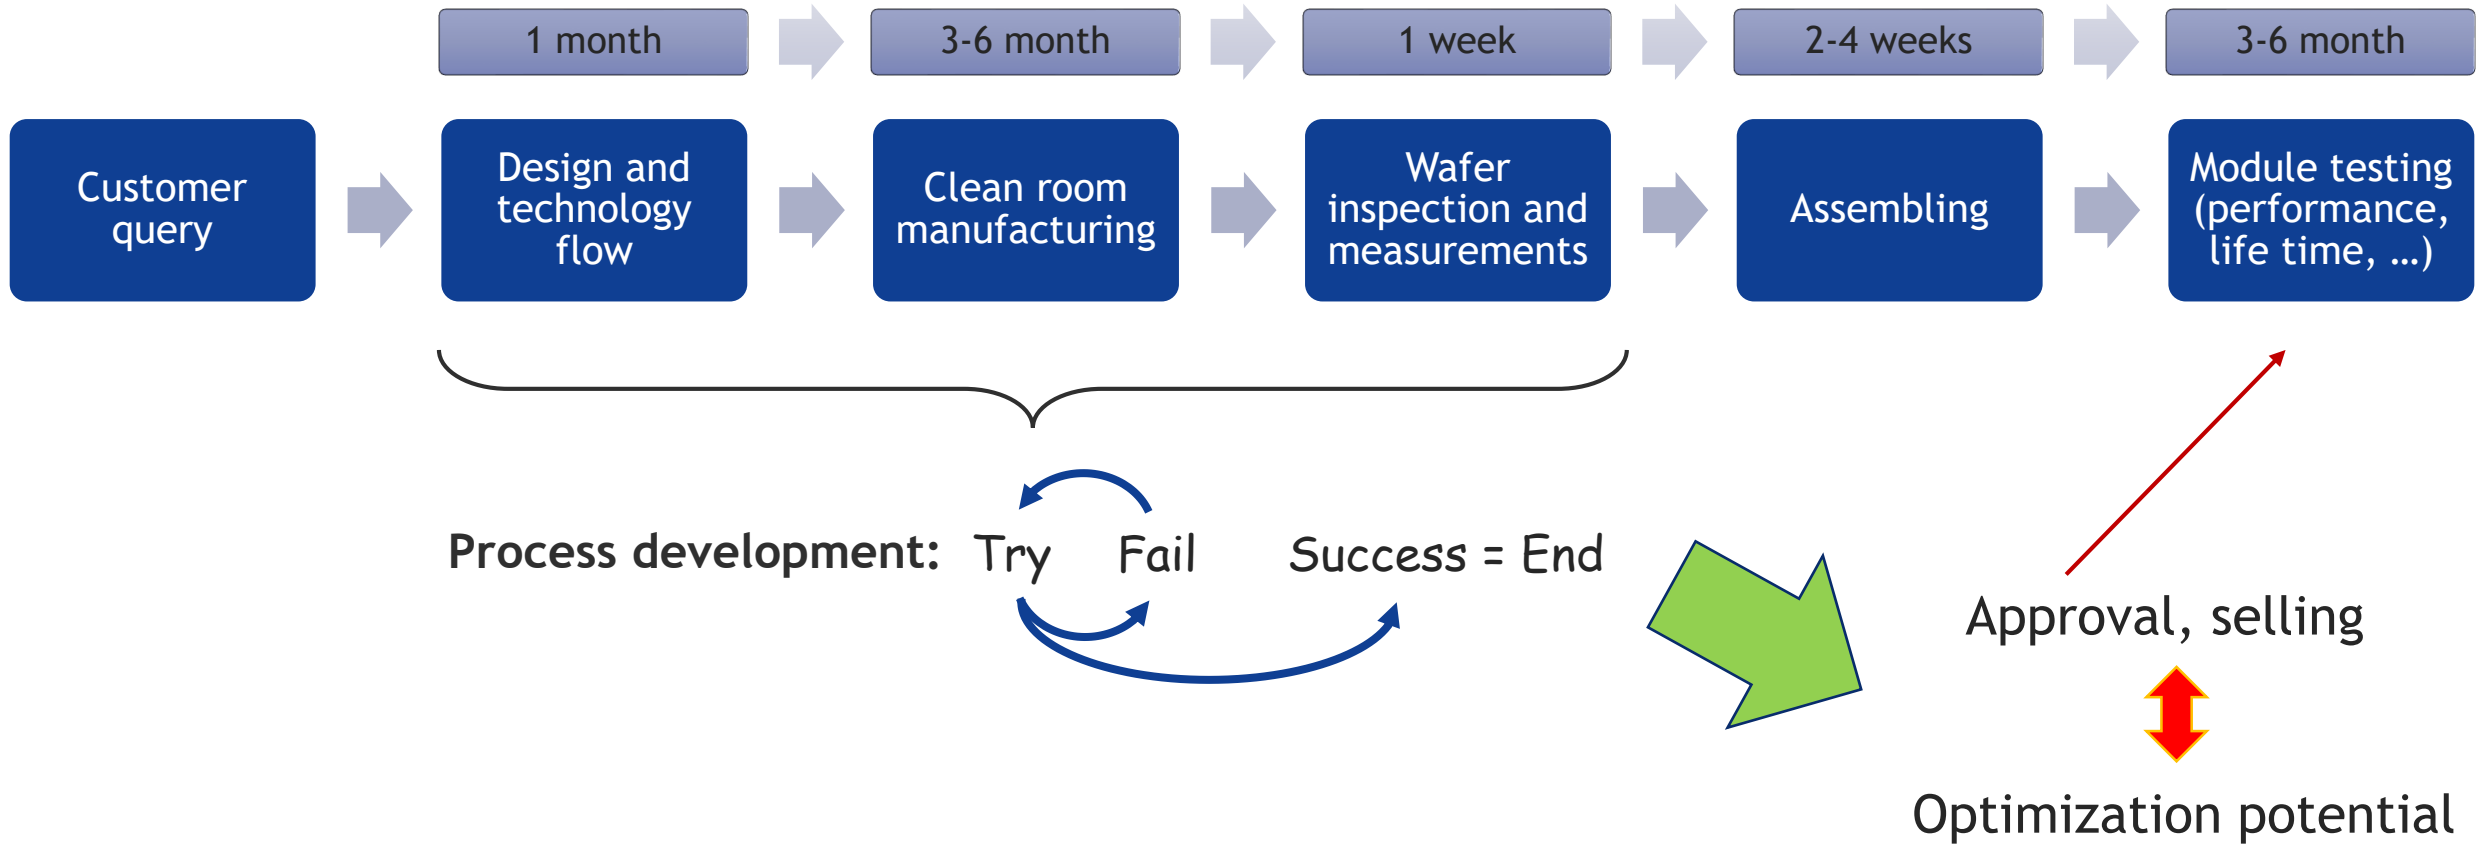 1 month
3-6 month
1 week
2-4 weeks
3-6 month
Customer
query
Design and
technology
flow
Clean room
manufacturing
Wafer
inspection and
measurements
Assembling
Module testing
(performance,
life time, …)
Process development: Try Fail Success = End
Approval, selling
Optimization potential